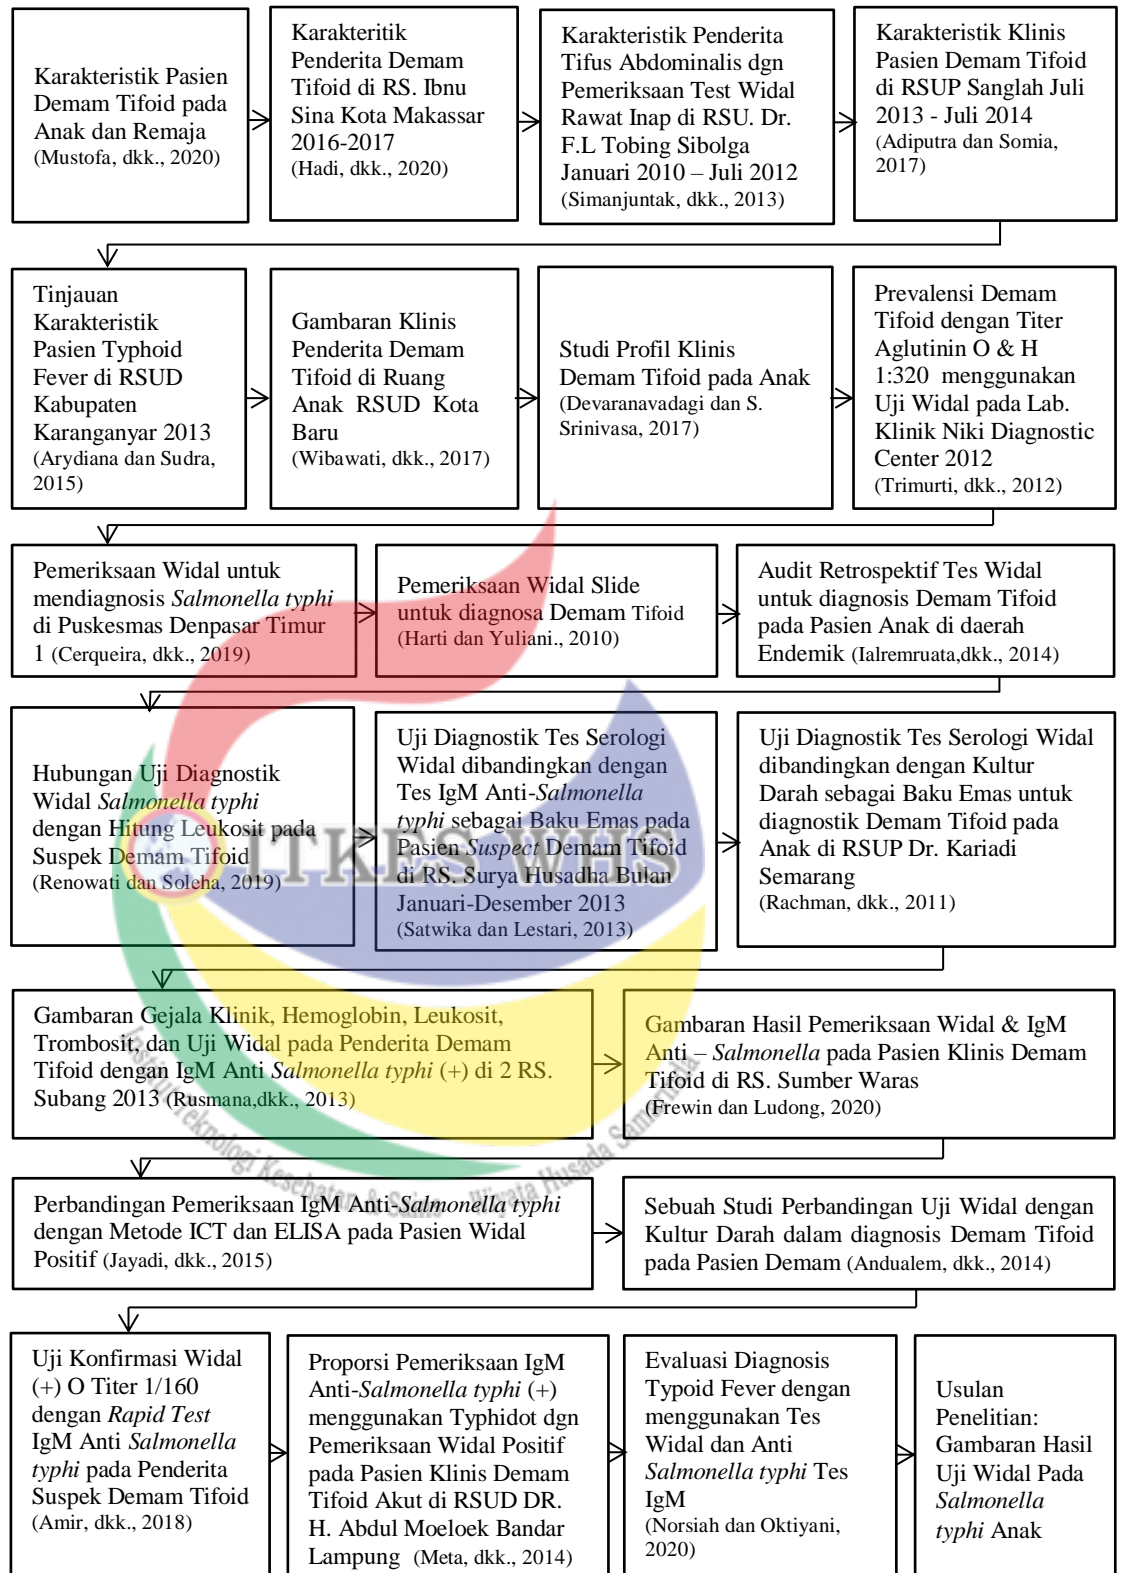 Karakteristik Pasien
Demam Tifoid pada
Anak dan Remaja
(Mustofa, dkk., 2020)
Karakteritik
Penderita Demam
Tifoid di RS. Ibnu
Sina Kota Makassar
2016-2017
(Hadi, dkk., 2020)
Karakteristik Penderita
Tifus Abdominalis dgn
Pemeriksaan Test Widal
Rawat Inap di RSU. Dr.
F.L Tobing Sibolga
Januari 2010 – Juli 2012
(Simanjuntak, dkk., 2013)
Karakteristik Klinis
Pasien Demam Tifoid
di RSUP Sanglah Juli
2013 - Juli 2014
(Adiputra dan Somia,
2017)
Tinjauan
Karakteristik
Pasien Typhoid
Fever di RSUD
Kabupaten
Karanganyar 2013
(Arydiana dan Sudra,
2015)
Gambaran Klinis
Penderita Demam
Tifoid di Ruang
Anak RSUD Kota
Baru
(Wibawati, dkk., 2017)
Studi Profil Klinis
Demam Tifoid pada Anak
(Devaranavadagi dan S.
Srinivasa, 2017)
Prevalensi Demam
Tifoid dengan Titer
Aglutinin O & H
1:320 menggunakan
Uji Widal pada Lab.
Klinik Niki Diagnostic
Center 2012
(Trimurti, dkk., 2012)
Pemeriksaan Widal untuk
mendiagnosis Salmonella typhi
di Puskesmas Denpasar Timur
1 (Cerqueira, dkk., 2019)
Pemeriksaan Widal Slide
untuk diagnosa Demam Tifoid
(Harti dan Yuliani., 2010)
Audit Retrospektif Tes Widal
untuk diagnosis Demam Tifoid
pada Pasien Anak di daerah
Endemik (Ialremruata,dkk., 2014)
Hubungan Uji Diagnostik
Widal Salmonella typhi
dengan Hitung Leukosit pada
Suspek Demam Tifoid
(Renowati dan Soleha, 2019)
Uji Diagnostik Tes Serologi
Widal dibandingkan dengan
Tes IgM Anti-Salmonella
typhi sebagai Baku Emas pada
Pasien Suspect Demam Tifoid
di RS. Surya Husadha Bulan
Januari-Desember 2013
(Satwika dan Lestari, 2013)
Uji Diagnostik Tes Serologi Widal
dibandingkan dengan Kultur
Darah sebagai Baku Emas untuk
diagnostik Demam Tifoid pada
Anak di RSUP Dr. Kariadi
Semarang
(Rachman, dkk., 2011)
ITKES WHS
Gambaran Gejala Klinik, Hemoglobin, Leukosit,
Trombosit, dan Uji Widal pada Penderita Demam
Tifoid dengan IgM Anti Salmonella typhi (+) di 2 RS.
Subang 2013 (Rusmana,dkk., 2013)
Gambaran Hasil Pemeriksaan Widal & IgM
Anti – Salmonella pada Pasien Klinis Demam
Tifoid di RS. Sumber Waras
(Frewin dan Ludong, 2020)
Institut Teknologi Kesehatan & Sains Wiyata Husada Samarinda
Perbandingan Pemeriksaan IgM Anti-Salmonella typhi
dengan Metode ICT dan ELISA pada Pasien Widal
Positif (Jayadi, dkk., 2015)
Sebuah Studi Perbandingan Uji Widal dengan
Kultur Darah dalam diagnosis Demam Tifoid
pada Pasien Demam (Andualem, dkk., 2014)
Uji Konfirmasi Widal
(+) O Titer 1/160
dengan Rapid Test
IgM Anti Salmonella
typhi pada Penderita
Suspek Demam Tifoid
(Amir, dkk., 2018)
Proporsi Pemeriksaan IgM
Anti-Salmonella typhi (+)
menggunakan Typhidot dgn
Pemeriksaan Widal Positif
pada Pasien Klinis Demam
Tifoid Akut di RSUD DR.
H. Abdul Moeloek Bandar
Lampung (Meta, dkk., 2014)
Evaluasi Diagnosis
Typoid Fever dengan
menggunakan Tes
Widal dan Anti
Salmonella typhi Tes
IgM
(Norsiah dan Oktiyani,
2020)
Usulan
Penelitian:
Gambaran Hasil
Uji Widal Pada
Salmonella
typhi Anak